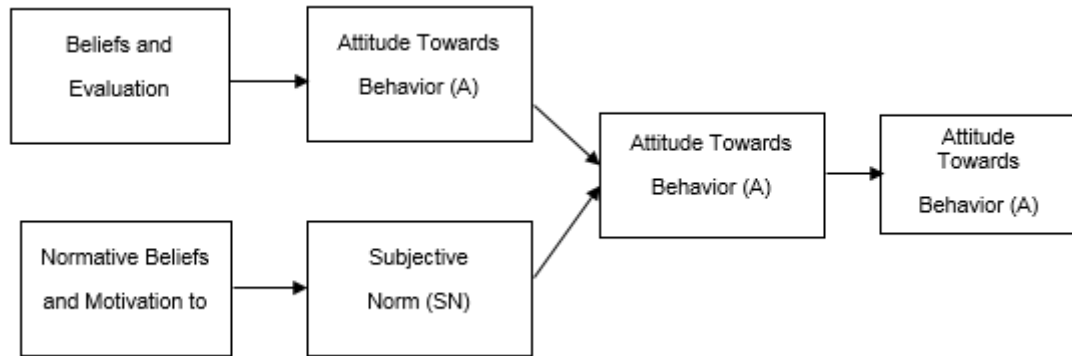 Beliefs and
Evaluation
Attitude Towards
Behavior (A)
Normative Beliefs
and Motivation to
Subjective
Norm (SN)
Attitude Towards
Behavior (A)
Attitude
Towards
Behavior (A)